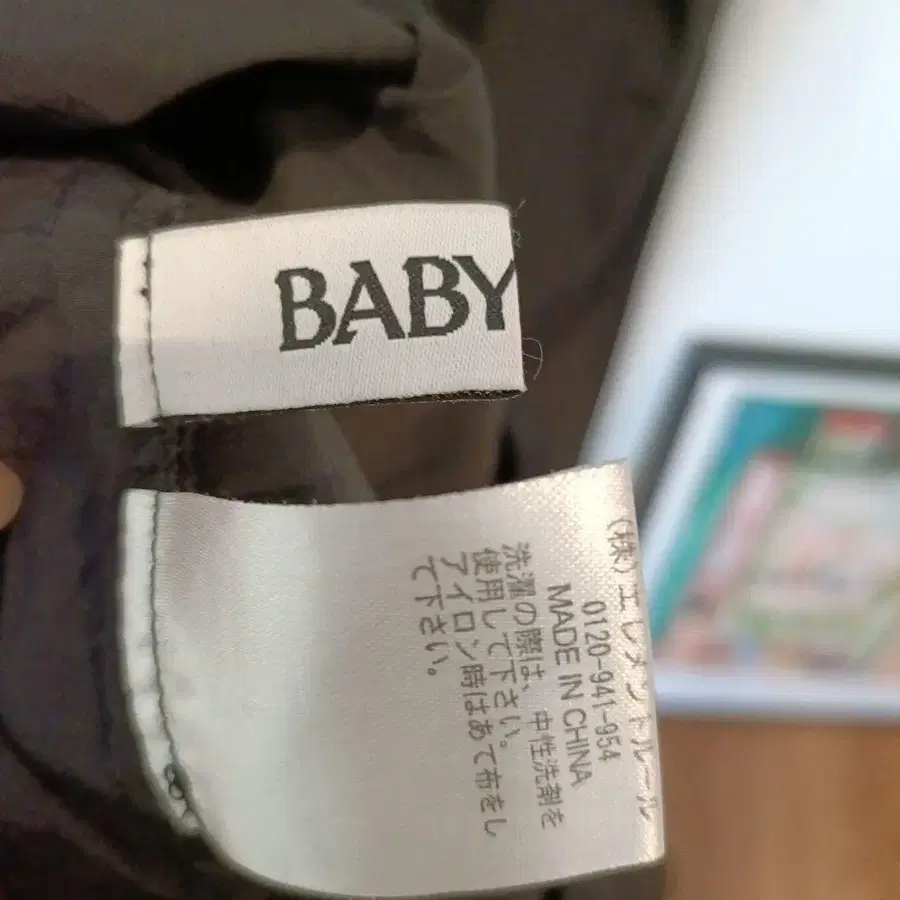 BABY
(株)エレメントルール
0120-941-954
MADE IN CHINA
洗濯の際は、中性洗剤を
使用して下さい。
アイロン時はあて布をし
て下さい。